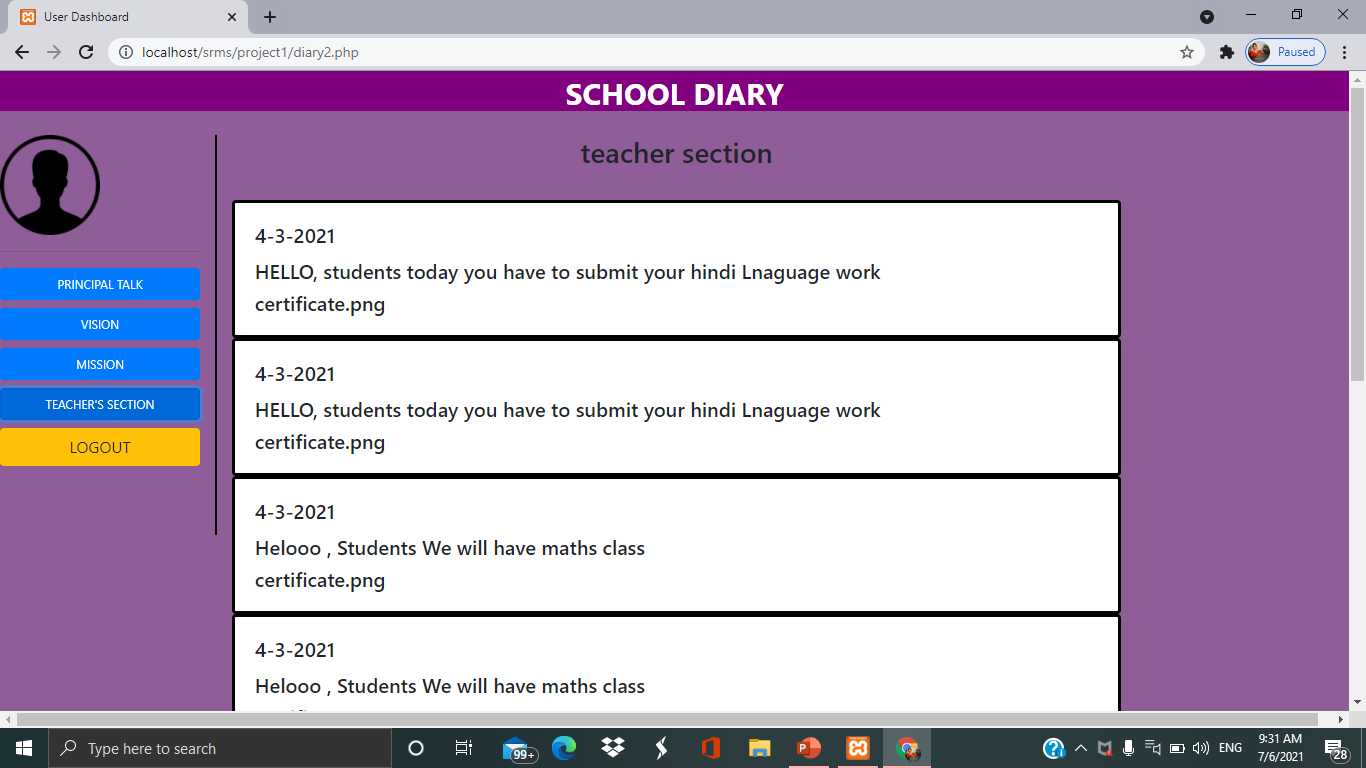 User Dashboard
localhost/srms/project1/diary2.php
Paused
SCHOOL DIARY
teacher section
PRINCIPAL TALK
VISION
MISSION
TEACHER'S SECTION
LOGOUT
4-3-2021
HELLO, students today you have to submit your hindi Lnaguage work
certificate.png
4-3-2021
HELLO, students today you have to submit your hindi Lnaguage work
certificate.png
4-3-2021
Helooo , Students We will have maths class
certificate.png
4-3-2021
Helooo , Students We will have maths class
Type here to search
99+
ENG
9:31 AM
7/6/2021
28